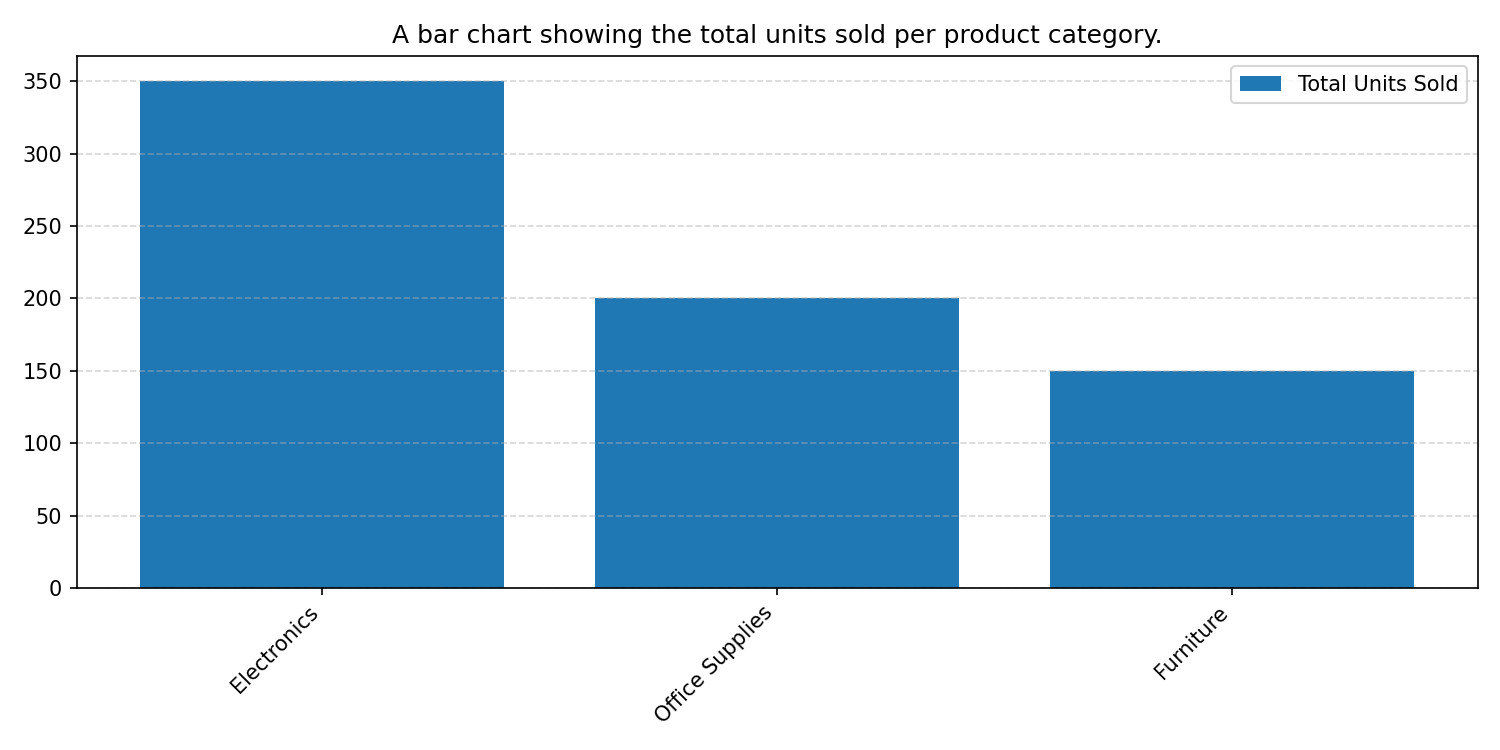 A bar chart showing the total units sold per product category.
Total Units Sold
350
300
250
200
150
100
50
0
Electronics
Office Supplies
Furniture